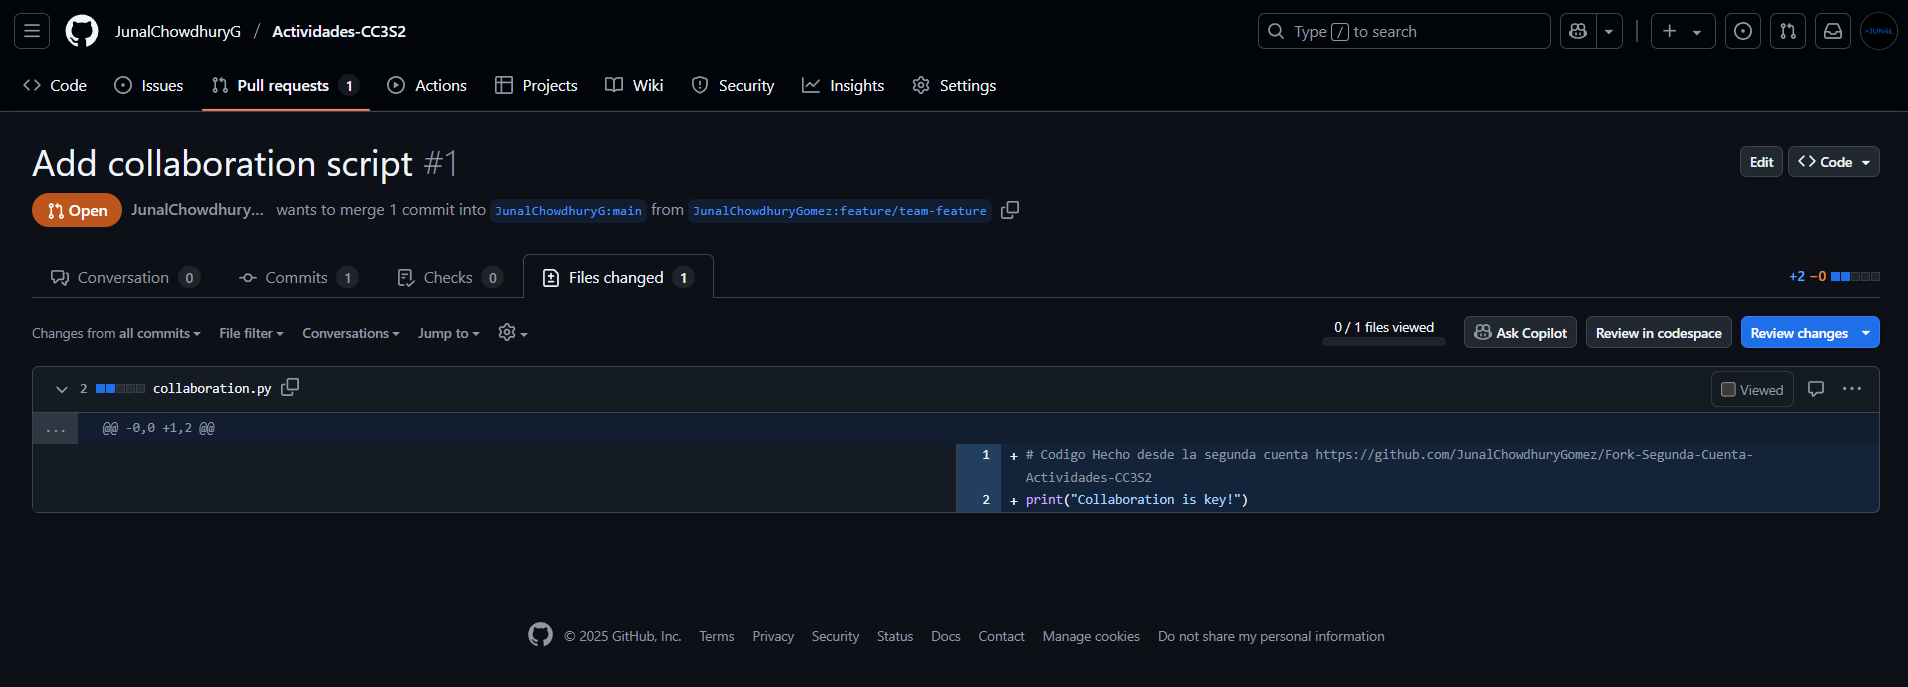 JunalChowdhuryG / Actividades-CC3S2
Type / to search
>JUN4L
Code
Issues
Pull requests 1
Actions
Projects
Wiki
Security
Insights
Settings
Add collaboration script #1
Edit
<> Code
Open
JunalChowdhury... wants to merge 1 commit into JunalChowdhuryG:main from JunalChowdhuryGomez:feature/team-feature
Conversation 0
Commits 1
Checks 0
Files changed 1
+2 −0
Changes from all commits
File filter
Conversations
Jump to
0 / 1 files viewed
Ask Copilot
Review in codespace
Review changes
2 collaboration.py
Viewed
...
@@ -0,0 +1,2 @@
1 + # Codigo Hecho desde la segunda cuenta https://github.com/JunalChowdhuryGomez/Fork-Segunda-Cuenta-
Actividades-CC3S2
2 + print("Collaboration is key!")
© 2025 GitHub, Inc.
Terms
Privacy
Security
Status
Docs
Contact
Manage cookies
Do not share my personal information